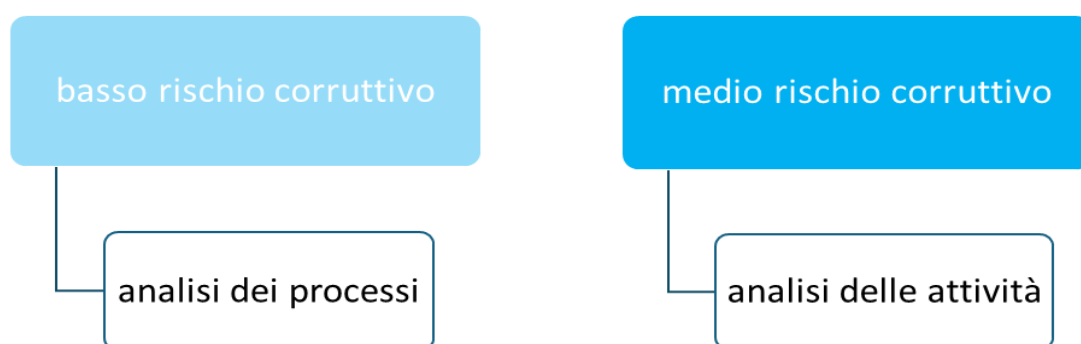 basso rischio corruttivo
medio rischio corruttivo
analisi dei processi
analisi delle attività